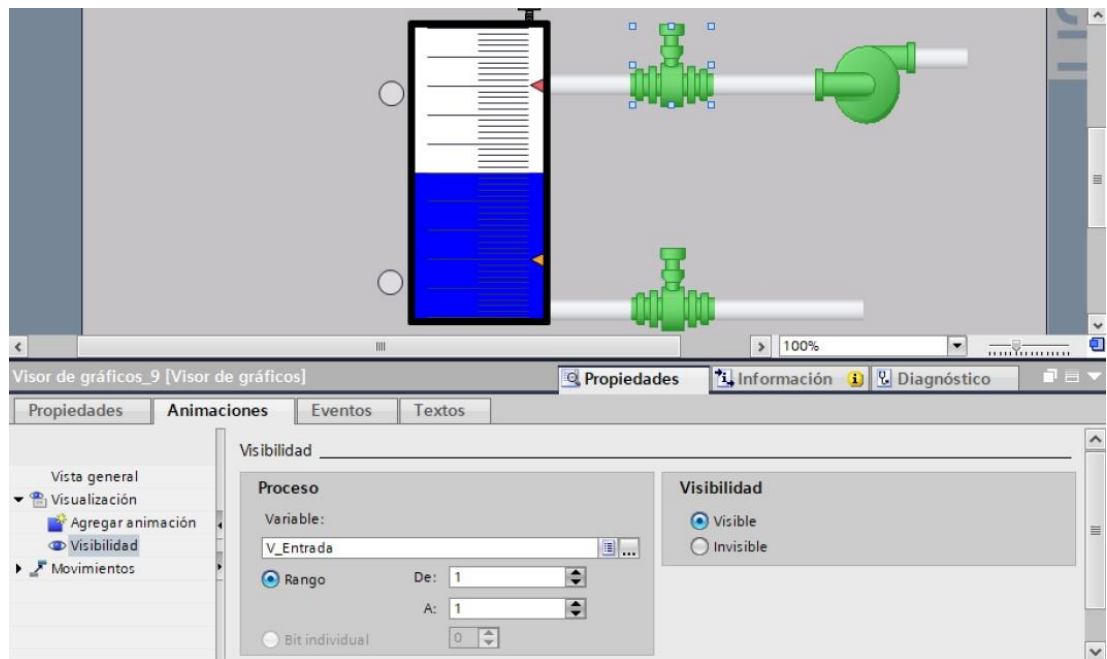 100%
Visor de gráficos_9 [Visor de gráficos]
Propiedades
Información
Diagnóstico
Propiedades
Animaciones
Eventos
Textos
Vista general
Visualización
Agregar animación
Visibilidad
Movimientos
Visibilidad
Proceso
Variable:
V_Entrada
...
Rango
De: 1
A: 1
Bit individual
0
Visibilidad
Visible
Invisible